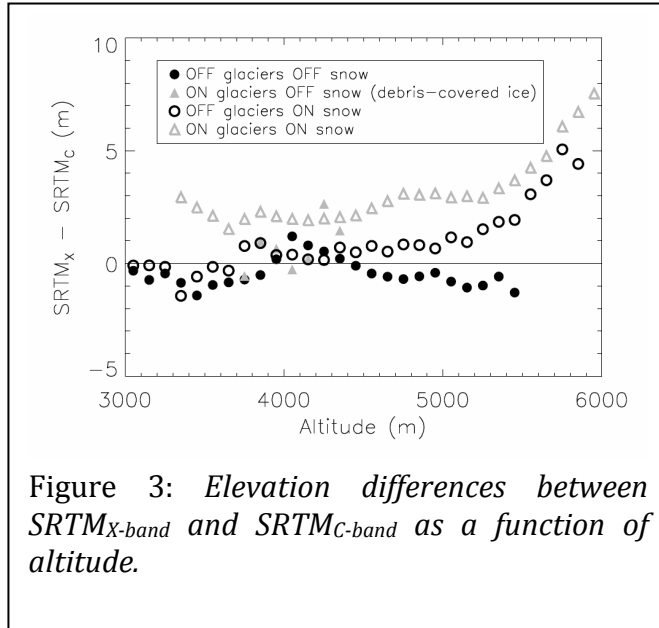 10
5
0
−5
SRTMX − SRTMC (m)
● OFF glaciers OFF snow
▲ ON glaciers OFF snow (debris−covered ice)
○ OFF glaciers ON snow
△ ON glaciers ON snow
3000 4000 5000 6000
Altitude (m)
Figure 3: Elevation differences between
SRTMX-band and SRTMC-band as a function of
altitude.